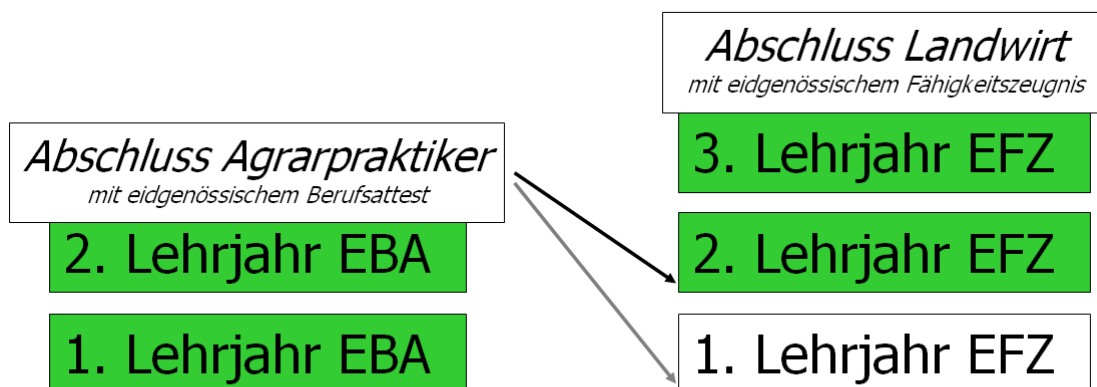 Abschluss Agrarpraktiker
mit eidgenössischem Berufsattest
2. Lehrjahr EBA
1. Lehrjahr EBA
Abschluss Landwirt
mit eidgenössischem Fähigkeitszeugnis
3. Lehrjahr EFZ
2. Lehrjahr EFZ
1. Lehrjahr EFZ